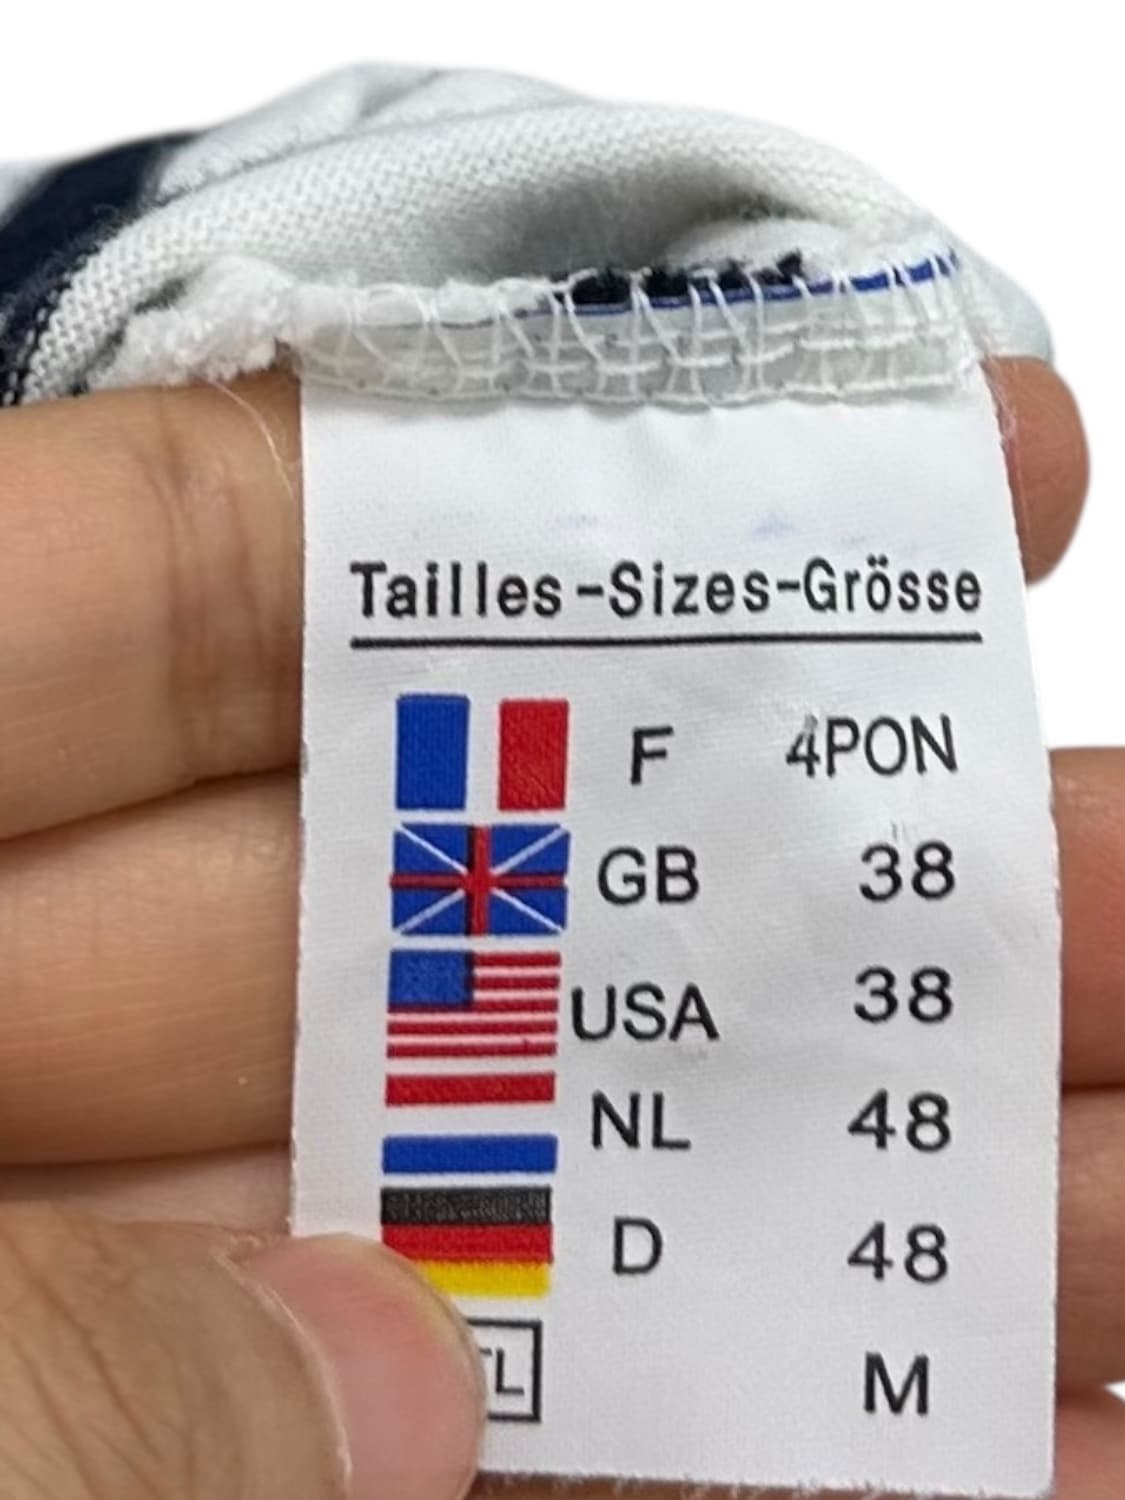 Tailles-Sizes-Grösse
F 4PON
GB 38
USA 38
NL 48
D 48
M